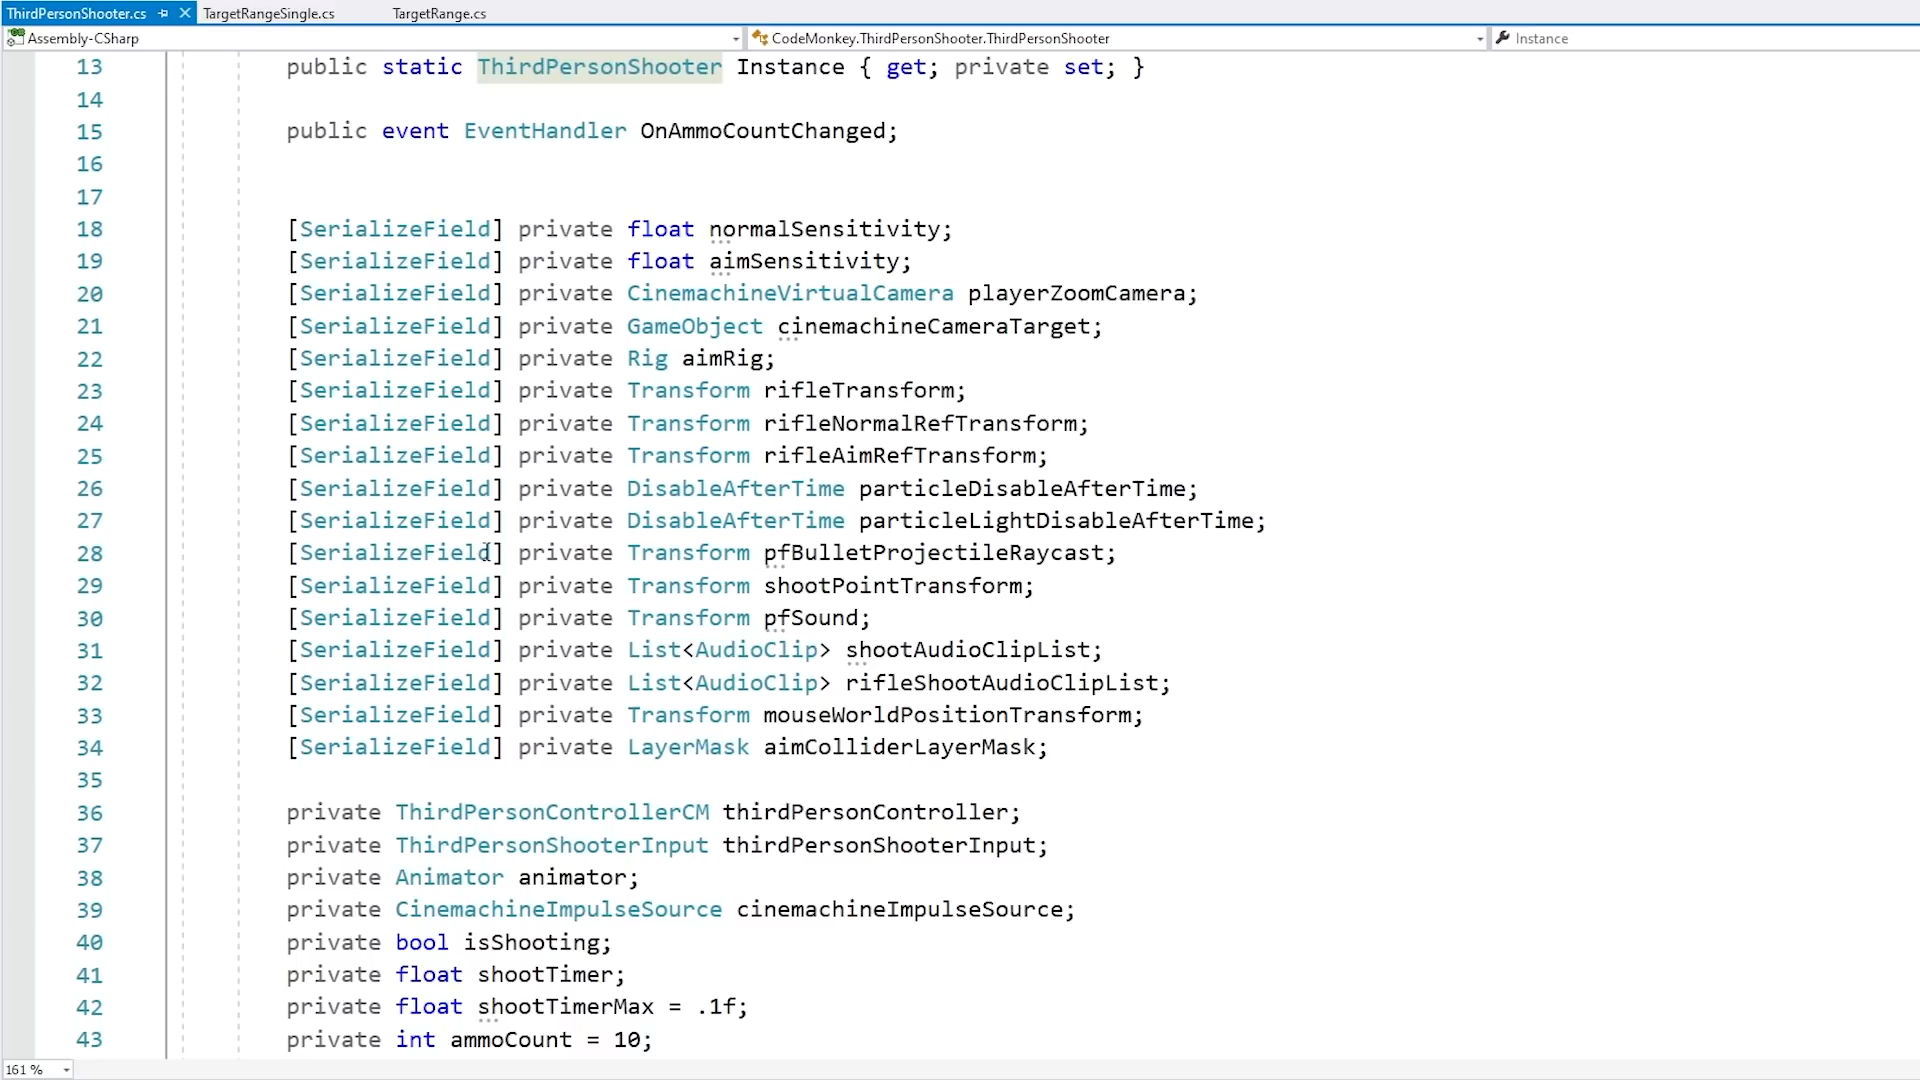 ThirdPersonShooter.cs TargetRangeSingle.cs TargetRange.cs
Assembly-CSharp CodeMonkey.ThirdPersonShooter.ThirdPersonShooter Instance
13 public static ThirdPersonShooter Instance { get; private set; }
14
15 public event EventHandler OnAmmoCountChanged;
16
17
18 [SerializeField] private float normalSensitivity;
19 [SerializeField] private float aimSensitivity;
20 [SerializeField] private CinemachineVirtualCamera playerZoomCamera;
21 [SerializeField] private GameObject cinemachineCameraTarget;
22 [SerializeField] private Rig aimRig;
23 [SerializeField] private Transform rifleTransform;
24 [SerializeField] private Transform rifleNormalRefTransform;
25 [SerializeField] private Transform rifleAimRefTransform;
26 [SerializeField] private DisableAfterTime particleDisableAfterTime;
27 [SerializeField] private DisableAfterTime particleLightDisableAfterTime;
28 [SerializeField] private Transform pfBulletProjectileRaycast;
29 [SerializeField] private Transform shootPointTransform;
30 [SerializeField] private Transform pfSound;
31 [SerializeField] private List<AudioClip> shootAudioClipList;
32 [SerializeField] private List<AudioClip> rifleShootAudioClipList;
33 [SerializeField] private Transform mouseWorldPositionTransform;
34 [SerializeField] private LayerMask aimColliderLayerMask;
35
36 private ThirdPersonControllerCM thirdPersonController;
37 private ThirdPersonShooterInput thirdPersonShooterInput;
38 private Animator animator;
39 private CinemachineImpulseSource cinemachineImpulseSource;
40 private bool isShooting;
41 private float shootTimer;
42 private float shootTimerMax = .1f;
43 private int ammoCount = 10;
161 %